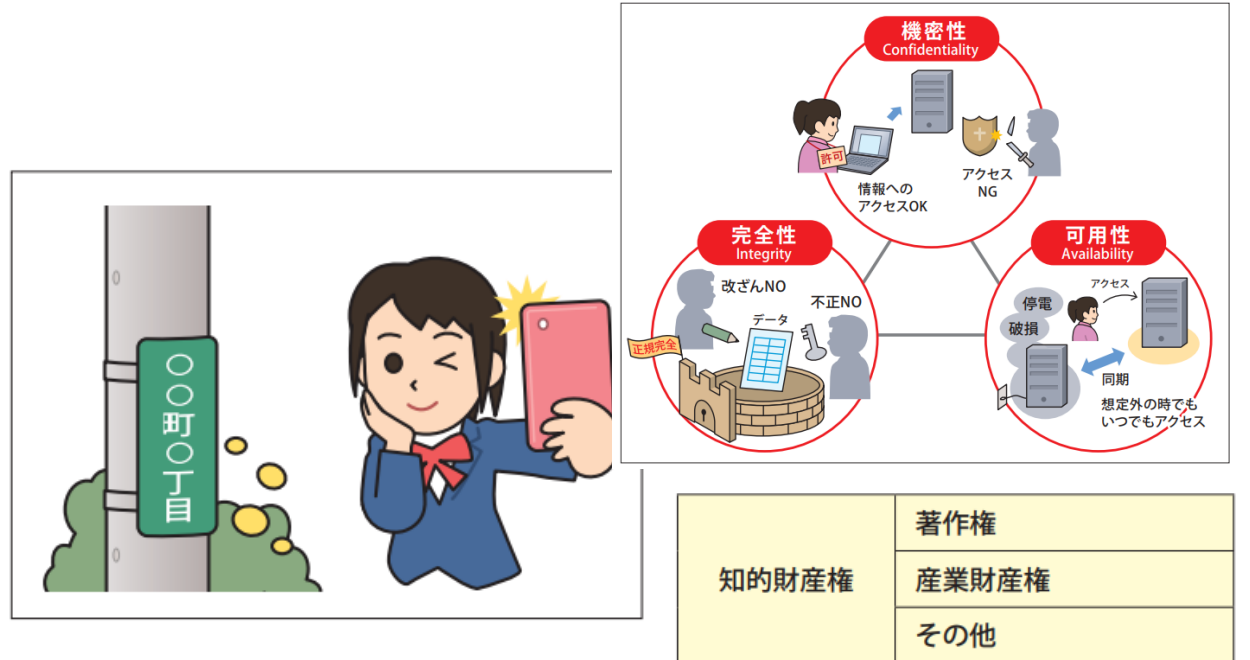 〇〇町〇丁目
機密性
Confidentiality
許可
情報への
アクセスOK
アクセス
NG
完全性
Integrity
改ざんNO
不正NO
データ
正規完全
可用性
Availability
アクセス
停電
破損
同期
想定外の時でも
いつでもアクセス
知的財産権
著作権
産業財産権
その他